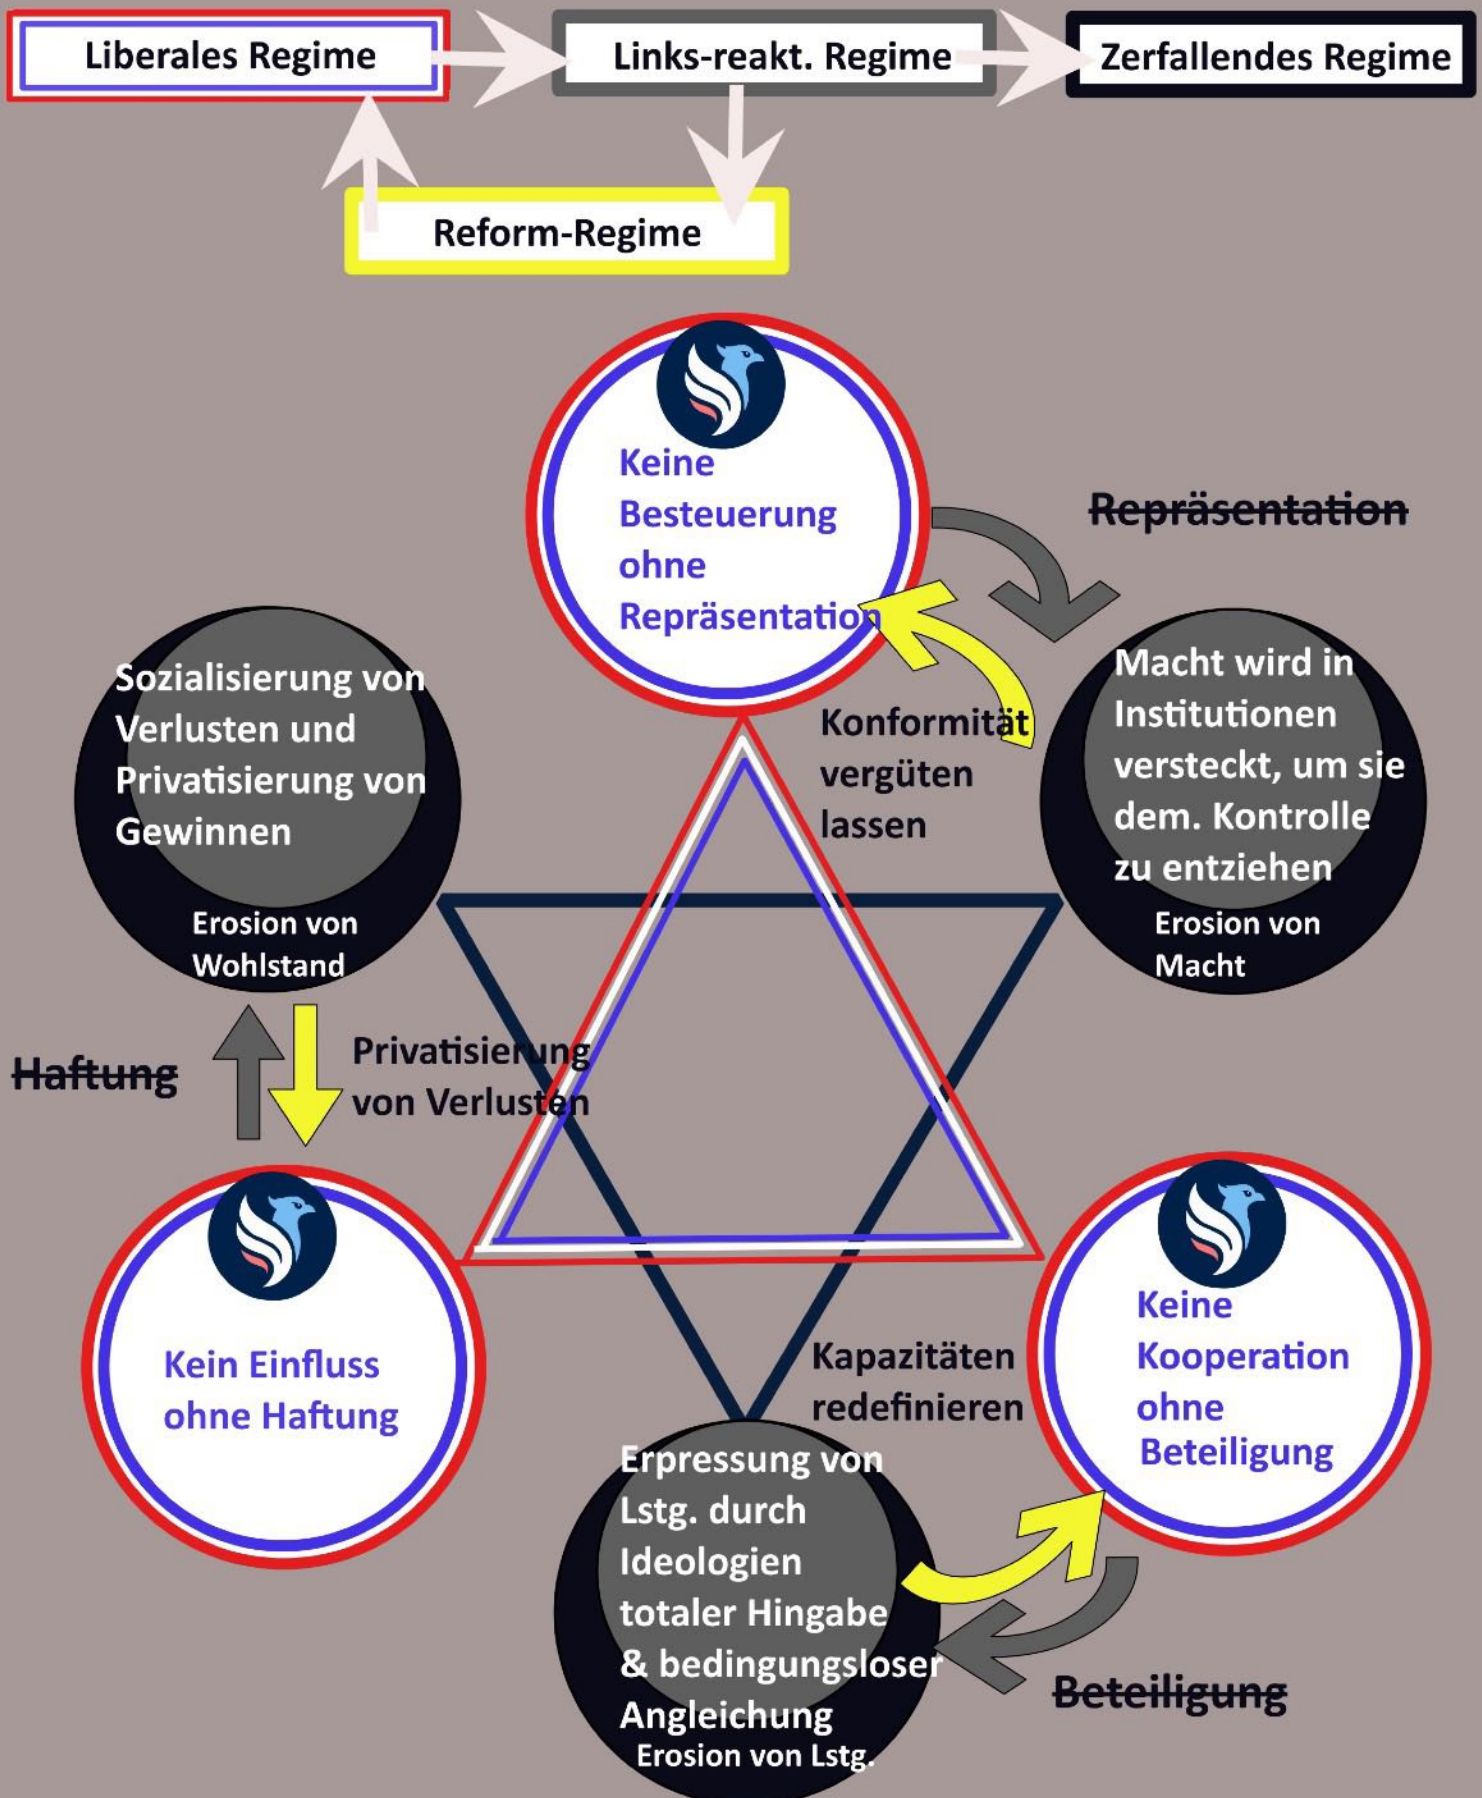 Liberales Regime
Links-reakt. Regime
Zerfallendes Regime
Reform-Regime
Keine
Besteuerung
ohne
Repräsentation
Repräsentation
Konformität
vergüten
lassen
Macht wird in
Institutionen
versteckt, um sie
dem. Kontrolle
zu entziehen
Erosion von
Macht
Sozialisierung von
Verlusten und
Privatisierung von
Gewinnen
Erosion von
Wohlstand
Haftung
Privatisierung
von Verlusten
Kein Einfluss
ohne Haftung
Keine
Kooperation
ohne
Beteiligung
Kapazitäten
redefinieren
Erpressung von
Lstg. durch
Ideologien
totaler Hingabe
& bedingungsloser
Angleichung
Erosion von Lstg.
Beteiligung